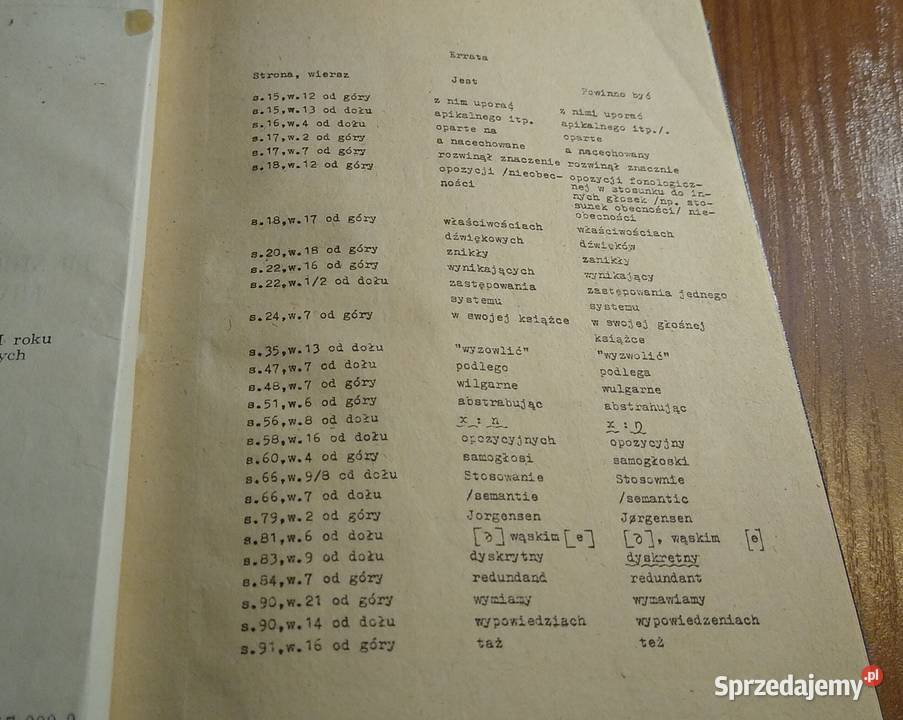 Errata
Strona, wiersz Jest Powinno być
s.15,w.12 od góry z nim uporać z nimi uporać
s.15,w.13 od dołu apikalnego itp. apikalnego itp./.
s.16,w.4 od dołu oparte na oparte
s.17,w.2 od góry a nacechowane a nacechowany
s.17,w.7 od góry rozwinął znaczenie rozwinął znacznie
s.18,w.12 od góry opozycji /nieobec- opozycji fonologicz-
ności nej w stosunku do in-
nych głosek /np. sto-
sunek obecności/ nie-
obecności
s.18,w.17 od góry właściwościach właściwościach
dźwiękowych dźwięków
s.20,w.18 od góry znikły zanikły
s.22,w.16 od góry wynikających wynikający
s.22,w.1/2 od dołu zastępowania zastępowania jednego
systemu systemu
s.24,w.7 od góry w swojej książce w swojej głośnej
książce
s.35,w.13 od dołu "wyzowlić" "wyzwolić"
s.47,w.7 od dołu podlego podlega
s.48,w.7 od góry wilgarne wulgarne
s.51,w.6 od góry abstrabując abstrahując
s.56,w.8 od dołu x : n x : ŋ
s.58,w.16 od dołu opozycyjnych opozycyjny
s.60,w.4 od góry samogłosi samogłoski
s.66,w.9/8 od dołu Stosowanie Stosownie
s.66,w.7 od dołu /semantie /semantic
s.79,w.2 od góry Jorgensen Jørgensen
s.81,w.6 od dołu [∂] wąskim [e] [∂], wąskim [e]
s.83,w.9 od dołu dyskrytny dyskretny
s.84,w.7 od góry redundand redundant
s.90,w.21 od góry wymiamy wymawiamy
s.90,w.14 od dołu wypowiedziach wypowiedzeniach
s.91,w.16 od góry taż też
I roku
ych
Sprzedajemy.pl